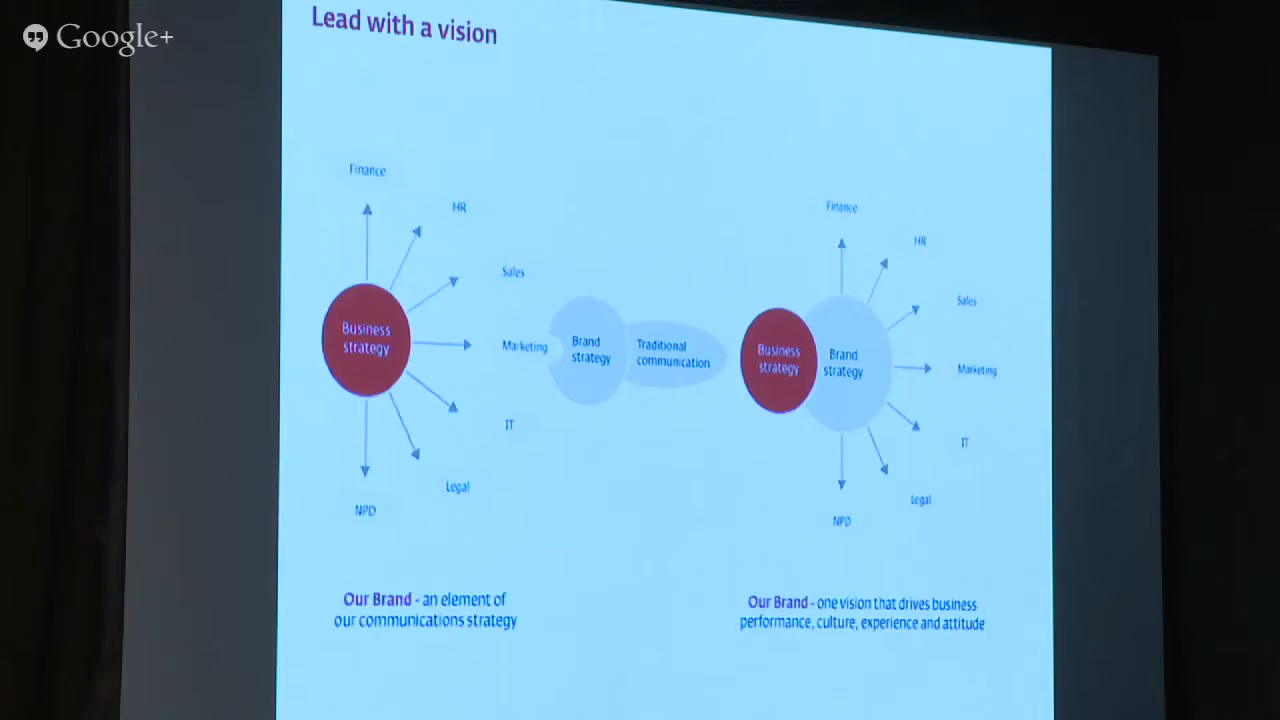 Google+
Lead with a vision
Finance
HR
Sales
Business
strategy
Marketing
Brand
strategy
Traditional
communication
IT
Legal
NPD
Our Brand - an element of
our communications strategy
Finance
HR
Sales
Business
strategy
Brand
strategy
Marketing
IT
Legal
NPD
Our Brand - one vision that drives business
performance, culture, experience and attitude